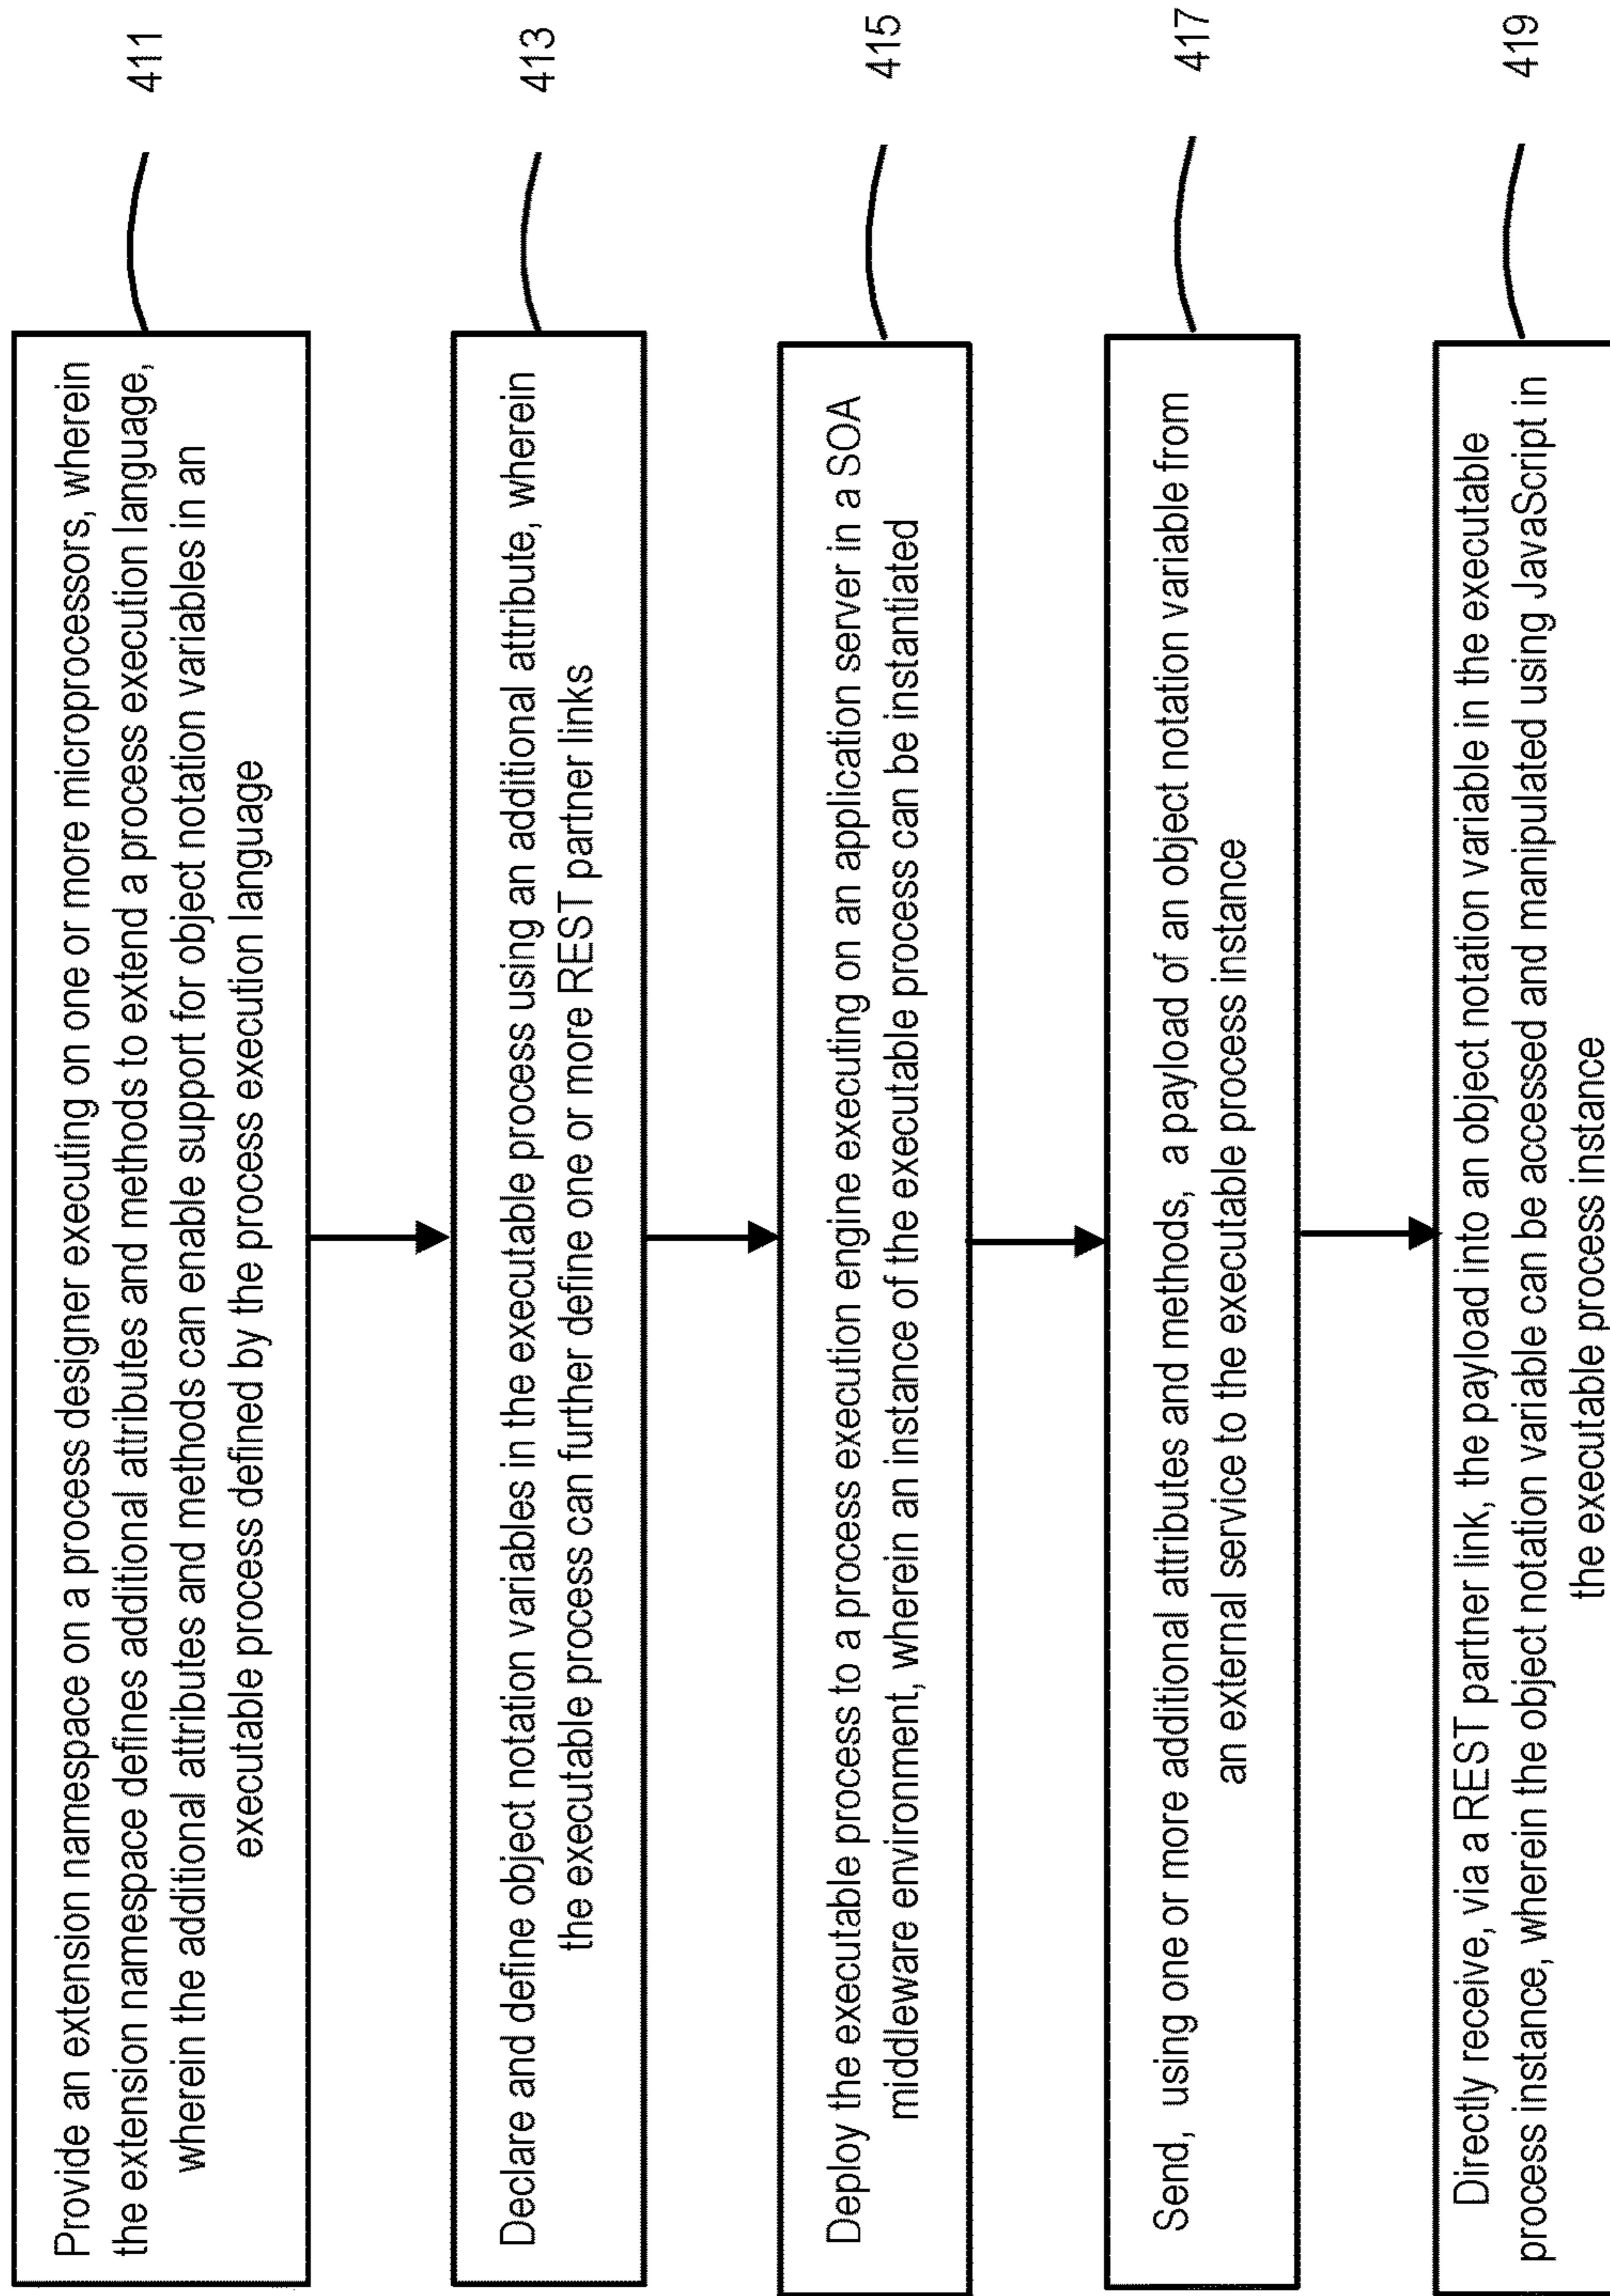 Provide an extension namespace on a process designer executing on one or more microprocessors, wherein
the extension namespace defines additional attributes and methods to extend a process execution language,
wherein the additional attributes and methods can enable support for object notation variables in an
executable process defined by the process execution language
411
Declare and define object notation variables in the executable process using an additional attribute, wherein
the executable process can further define one or more REST partner links
413
Deploy the executable process to a process execution engine executing on an application server in a SOA
middleware environment, wherein an instance of the executable process can be instantiated
415
Send, using one or more additional attributes and methods, a payload of an object notation variable from
an external service to the executable process instance
417
Directly receive, via a REST partner link, the payload into an object notation variable in the executable
process instance, wherein the object notation variable can be accessed and manipulated using JavaScript in
the executable process instance
419